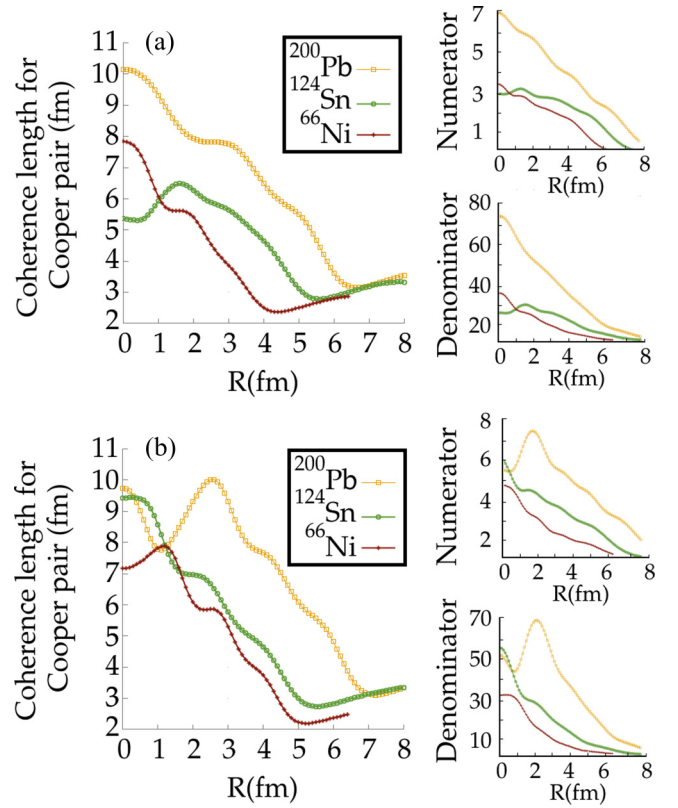 (a)
Coherence length for
Cooper pair (fm)
11
10
9
8
7
6
5
4
3
2
0 1 2 3 4 5 6 7 8
R(fm)
200Pb
124Sn
66Ni
Numerator
7
5
3
1
0 2 4 6 8
R(fm)
Denominator
80
60
40
20
0 2 4 6 8
R(fm)
(b)
Coherence length for
Cooper pair (fm)
11
10
9
8
7
6
5
4
3
2
0 1 2 3 4 5 6 7 8
R(fm)
200Pb
124Sn
66Ni
Numerator
8
6
4
2
0 2 4 6 8
R(fm)
Denominator
70
50
30
10
0 2 4 6 8
R(fm)